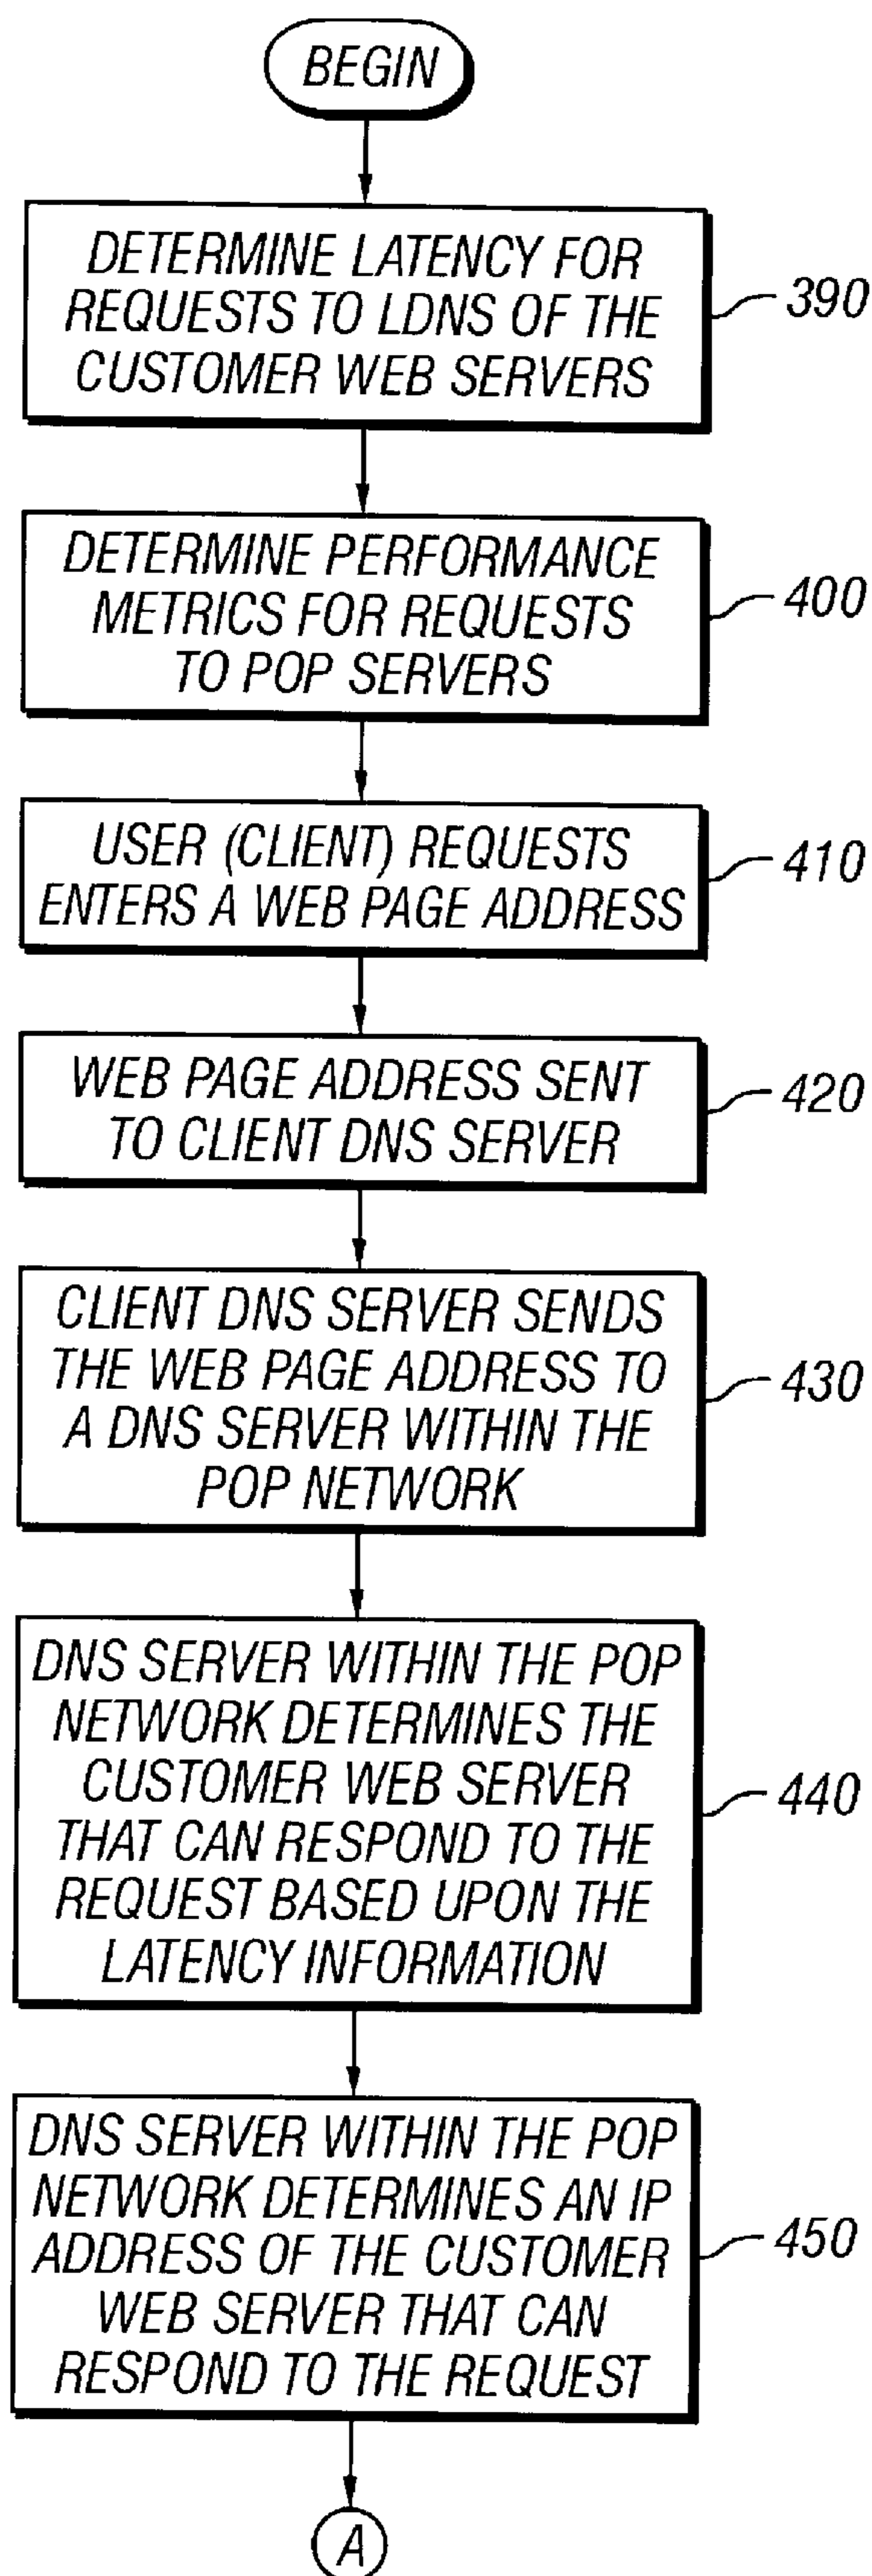 BEGIN
DETERMINE LATENCY FOR
REQUESTS TO LDNS OF THE
CUSTOMER WEB SERVERS
390
DETERMINE PERFORMANCE
METRICS FOR REQUESTS
TO POP SERVERS
400
USER (CLIENT) REQUESTS
ENTERS A WEB PAGE ADDRESS
410
WEB PAGE ADDRESS SENT
TO CLIENT DNS SERVER
420
CLIENT DNS SERVER SENDS
THE WEB PAGE ADDRESS TO
A DNS SERVER WITHIN THE
POP NETWORK
430
DNS SERVER WITHIN THE POP
NETWORK DETERMINES THE
CUSTOMER WEB SERVER
THAT CAN RESPOND TO THE
REQUEST BASED UPON THE
LATENCY INFORMATION
440
DNS SERVER WITHIN THE POP
NETWORK DETERMINES AN IP
ADDRESS OF THE CUSTOMER
WEB SERVER THAT CAN
RESPOND TO THE REQUEST
450
A